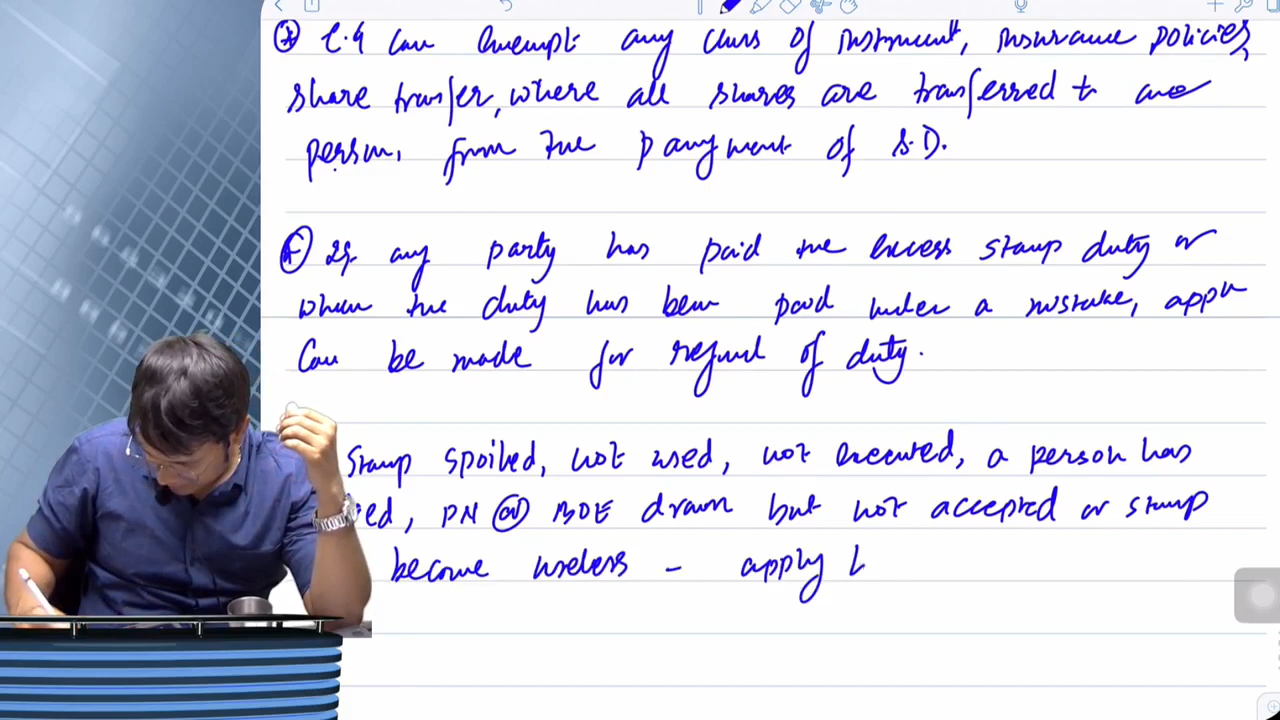 C.G can exempt any class of instrument, insurance policies,
share transfer, where all shares are transferred to one
person, from the payment of S.D.
If any party has paid the excess stamp duty or
when the duty has been paid under a mistake, appn
can be made for refund of duty.
Stamp spoiled, not used, not executed, a person has
ed, PN or BOE drawn but not accepted or stamp
become useless - apply